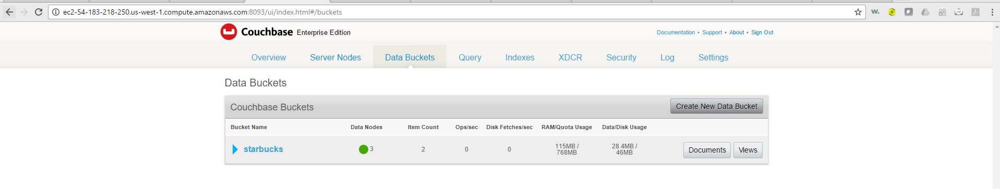 ec2-54-183-218-250.us-west-1.compute.amazonaws.com:8093/ui/index.html#/buckets
w.
Couchbase Enterprise Edition
Documentation • Support • About • Sign Out
Overview Server Nodes Data Buckets Query Indexes XDCR Security Log Settings
Data Buckets
Couchbase Buckets Create New Data Bucket
Bucket Name Data Nodes Item Count Ops/sec Disk Fetches/sec RAM/Quota Usage Data/Disk Usage
starbucks 3 2 0 0 115MB / 28.4MB / Documents Views
768MB 46MB